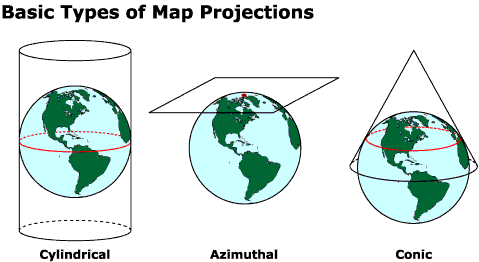 Basic Types of Map Projections
Cylindrical
Azimuthal
Conic